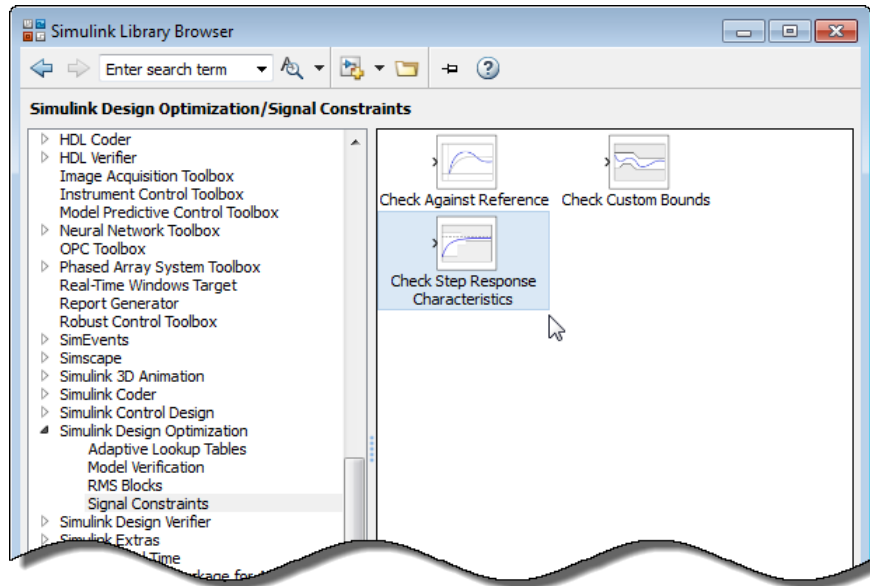 Simulink Library Browser
Enter search term
Simulink Design Optimization/Signal Constraints
HDL Coder
HDL Verifier
Image Acquisition Toolbox
Instrument Control Toolbox
Model Predictive Control Toolbox
Neural Network Toolbox
OPC Toolbox
Phased Array System Toolbox
Real-Time Windows Target
Report Generator
Robust Control Toolbox
SimEvents
Simscape
Simulink 3D Animation
Simulink Coder
Simulink Control Design
Simulink Design Optimization
Adaptive Lookup Tables
Model Verification
RMS Blocks
Signal Constraints
Simulink Design Verifier
Simulink Extras
Time
Check Against Reference
Check Custom Bounds
Check Step Response
Characteristics